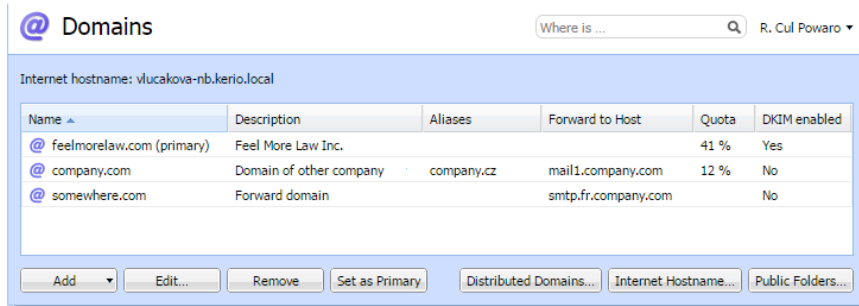 @ Domains Where is ... R. Cul Powaro
Internet hostname: vlucakova-nb.kerio.local
Name Description Aliases Forward to Host Quota DKIM enabled
@ feelmorelaw.com (primary) Feel More Law Inc. 41 % Yes
@ company.com Domain of other company company.cz mail1.company.com 12 % No
@ somewhere.com Forward domain smtp.fr.company.com No
Add Edit... Remove Set as Primary Distributed Domains... Internet Hostname... Public Folders...